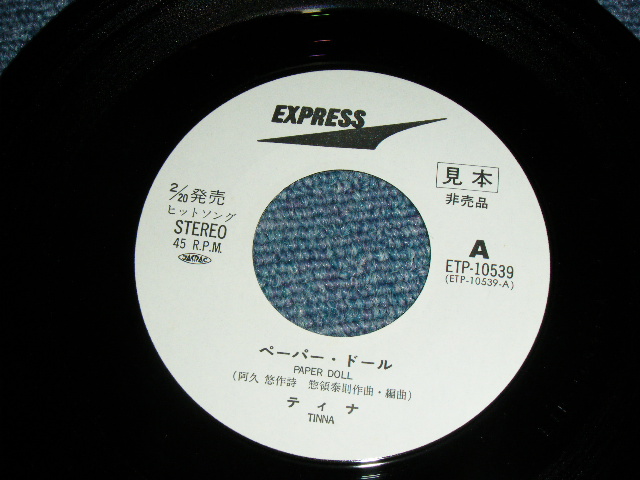 EXPRESS
見本
非売品
2/20 発売
ヒットソング
STEREO
45 R.P.M.
JASRAC
A
ETP-10539
(ETP-10539-A)
ペーパー・ドール
PAPER DOLL
(阿久 悠作詩 惣領泰則作曲・編曲)
ティナ
TINNA